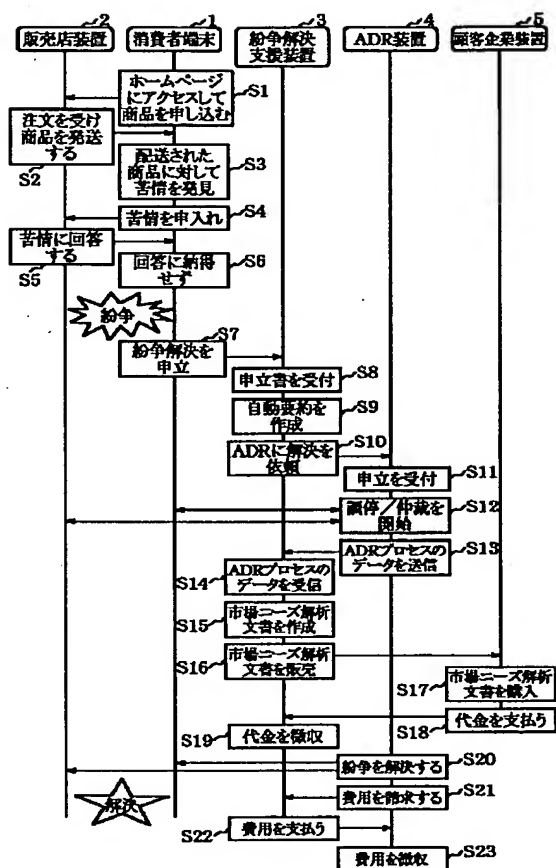 2
1
3
4
5
販売店装置
消費者端末
紛争解決
支援装置
ADR装置
顧客企業装置
ホームページ
にアクセスして
商品を申し込む
S1
注文を受け
商品を発送
する
S2
配送された
商品に対して
苦情を発見
S3
苦情を申入れ
S4
苦情に回答
する
S5
回答に納得
せず
S6
紛争
紛争解決を
申立
S7
申立書を受付
S8
自動要約を
作成
S9
ADRに解決を
依頼
S10
申立を受付
S11
調停/仲裁を
開始
S12
ADRプロセスの
データを送信
S13
S14
ADRプロセスの
データを受信
S15
市場ニーズ解析
文書を作成
S16
市場ニーズ解析
文書を販売
S17
市場ニーズ解析
文書を購入
S18
代金を支払う
S19
代金を徴収
紛争を解決する
S20
解決
費用を請求する
S21
S22
費用を支払う
費用を徴収
S23